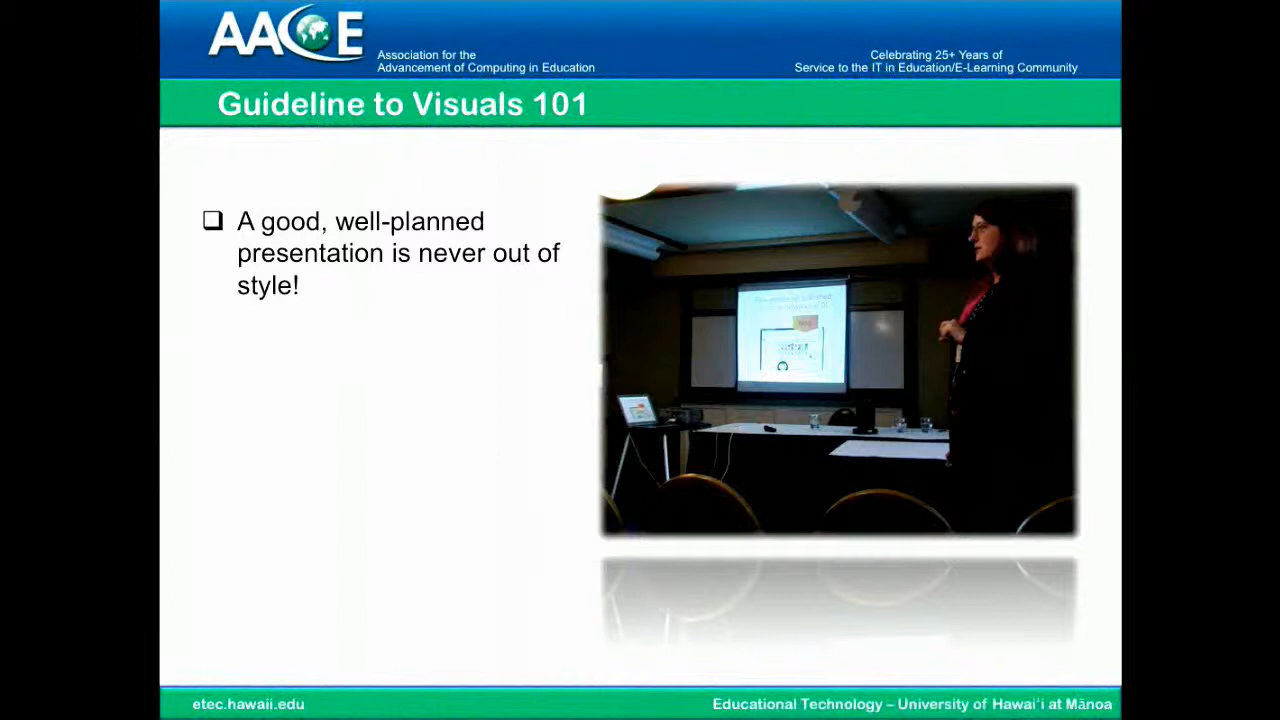 AACE
Association for the
Advancement of Computing in Education
Celebrating 25+ Years of
Service to the IT in Education/E-Learning Community
Guideline to Visuals 101
A good, well-planned
presentation is never out of
style!
etec.hawaii.edu
Educational Technology – University of Hawaiʻi at Mānoa